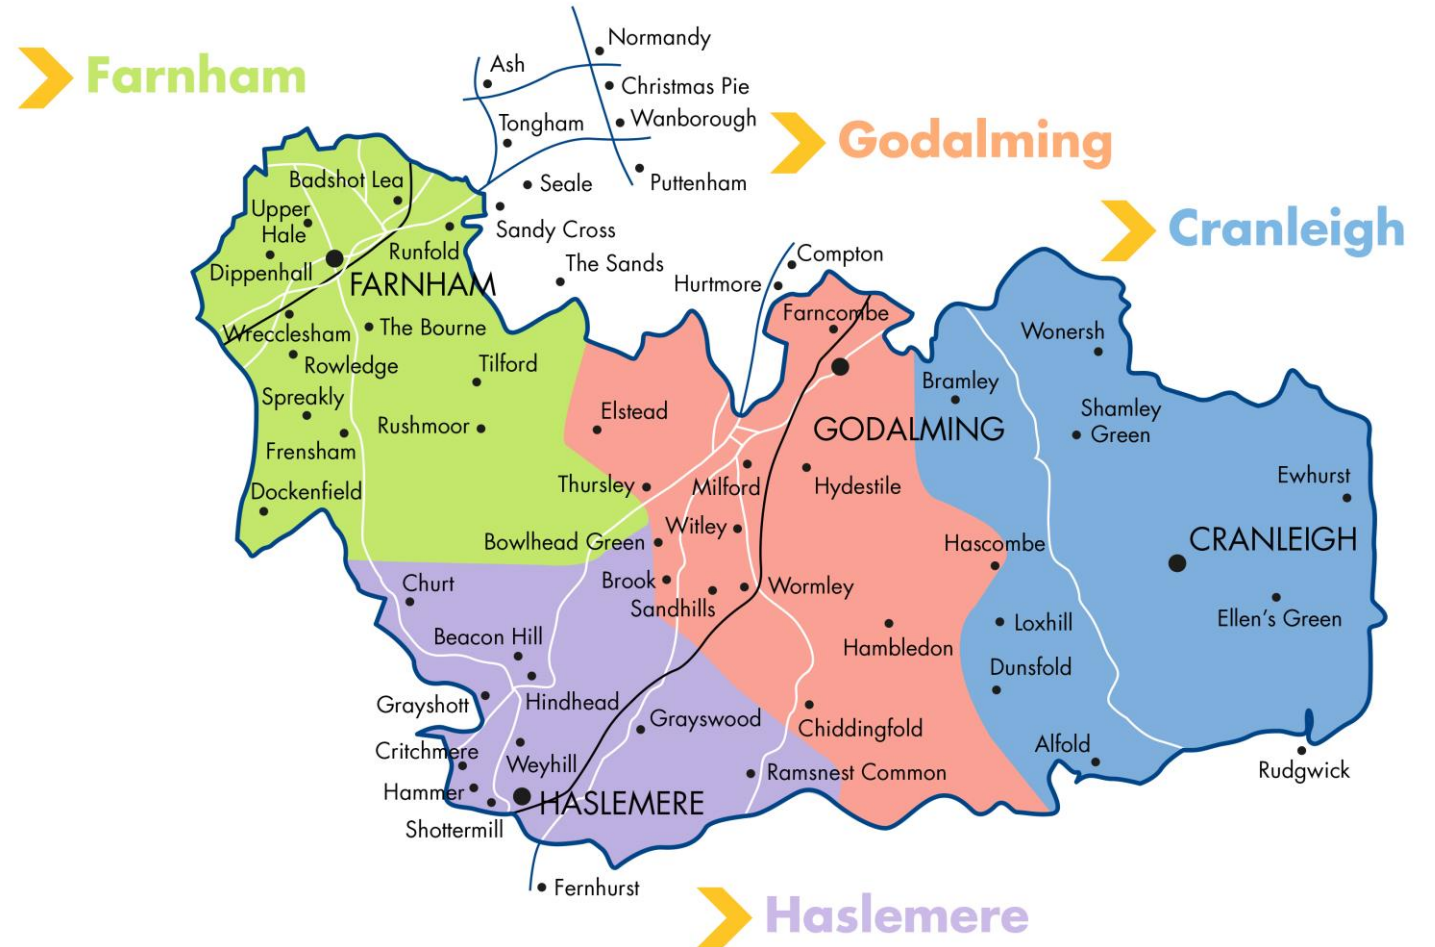 Farnham
Godalming
Cranleigh
Haslemere
Normandy
Ash
Christmas Pie
Wanborough
Tongham
Puttenham
Seale
Sandy Cross
The Sands
Badshot Lea
Upper
Hale
Runfold
Dippenhall
FARNHAM
Wrecclesham
The Bourne
Rowledge
Tilford
Spreakly
Rushmoor
Frensham
Dockenfield
Compton
Hurtmore
Farncombe
Elstead
GODALMING
Thursley
Milford
Hydestile
Witley
Bowlhead Green
Brook
Sandhills
Wormley
Hambledon
Chiddingfold
Wonersh
Bramley
Shamley
Green
Ewhurst
CRANLEIGH
Hascombe
Ellen's Green
Loxhill
Dunsfold
Alfold
Rudgwick
Churt
Beacon Hill
Grayshott
Hindhead
Grayswood
Critchmere
Weyhill
Ramsnest Common
Hammer
HASLEMERE
Shottermill
Fernhurst